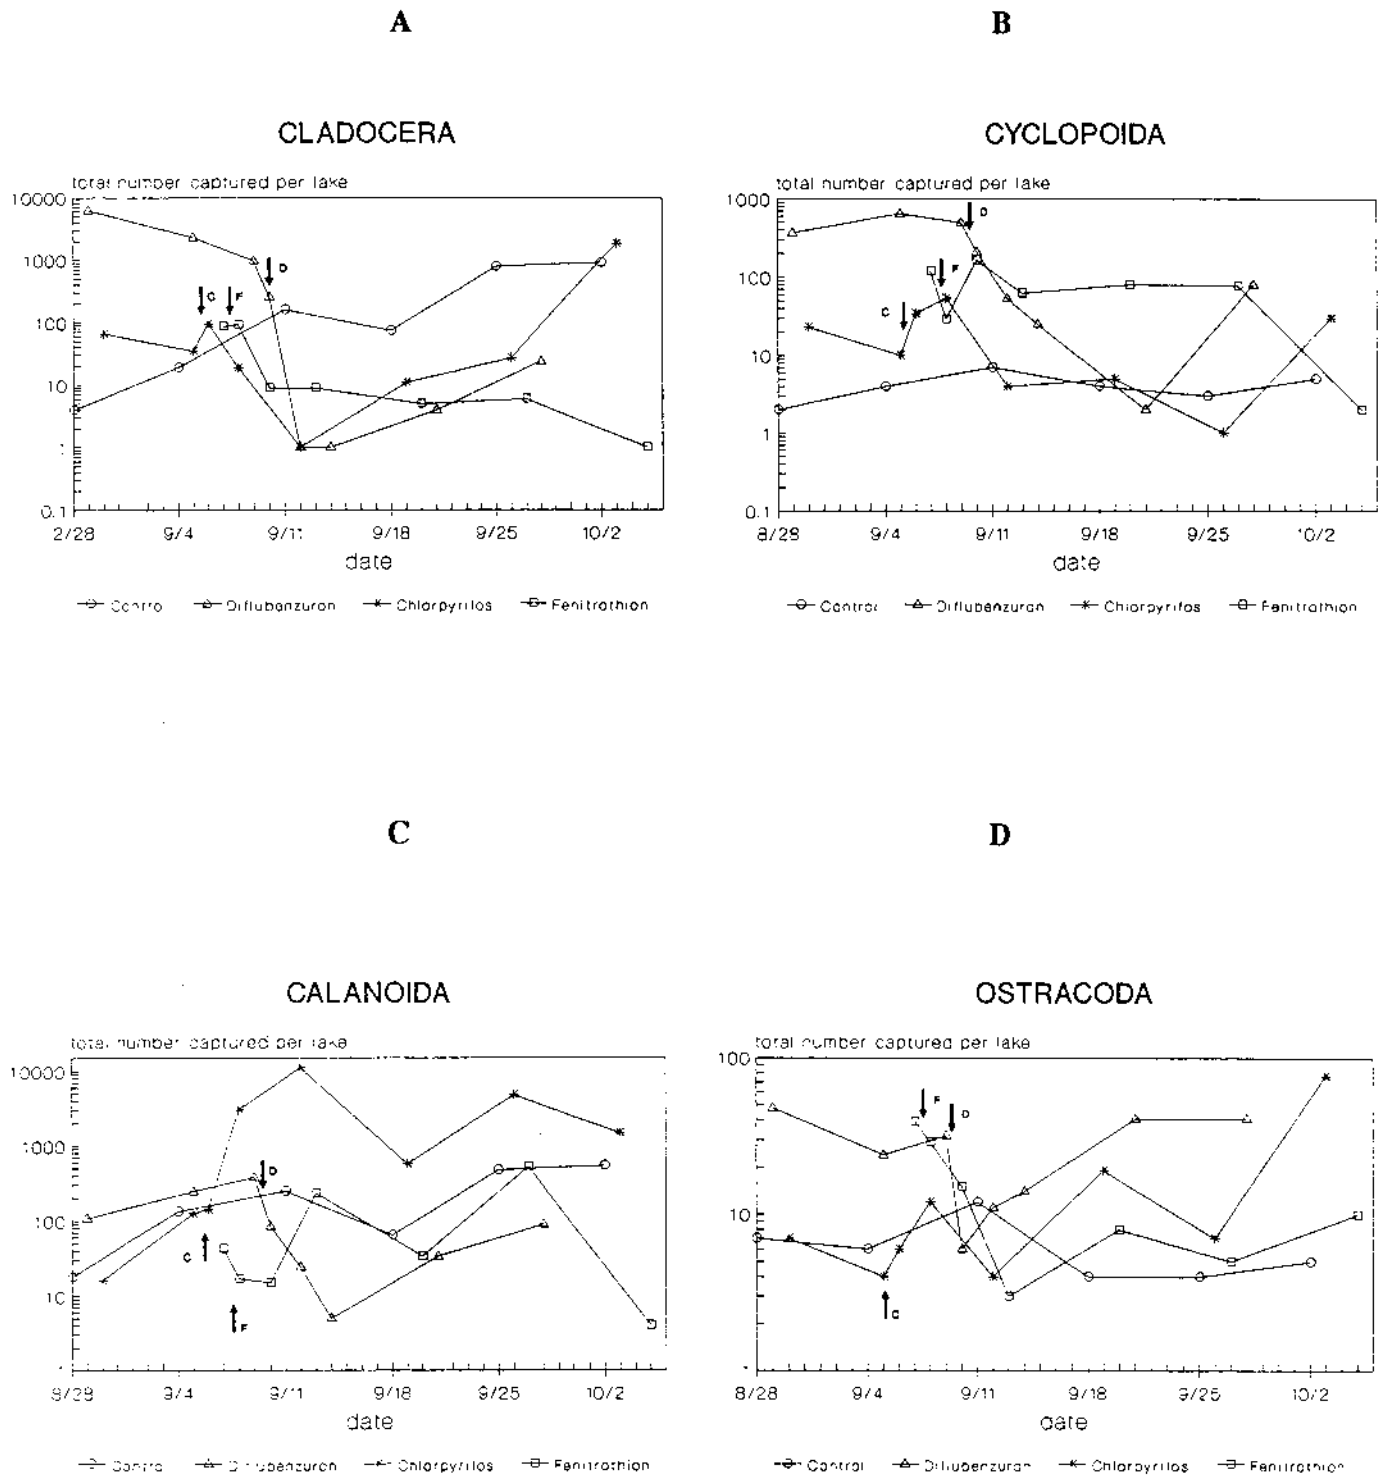 A
B
CLADOCERA
CYCLOPOIDA
total number captured per lake
total number captured per lake
10000
1000
100
10
1
0.1
1000
100
10
1
0.1
C
F
D
C
F
D
2/28 9/4 9/11 9/18 9/25 10/2
8/28 9/4 9/11 9/18 9/25 10/2
date
date
Diflubenzuron Chlorpyrifos Fenitrothion
Control Diflubenzuron Chlorpyrifos Fenitrothion
C
D
CALANOIDA
OSTRACODA
total number captured per lake
total number captured per lake
10000
1000
100
10
100
10
C
F
D
F
D
C
9/4 9/11 9/18 9/25 10/2
8/28 9/4 9/11 9/18 9/25 10/2
date
date
Chlorpyrifos Fenitrothion
Control Diflubenzuron Chlorpyrifos Fenitrothion